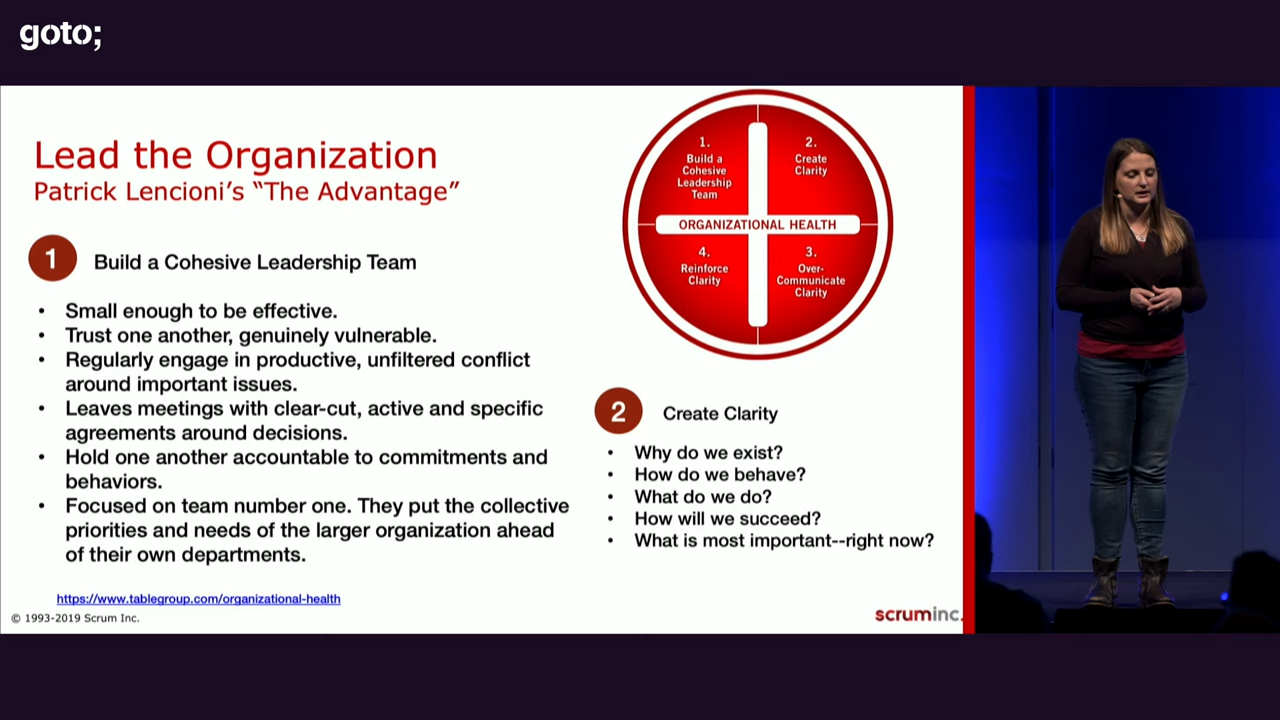 goto;
Lead the Organization
Patrick Lencioni's “The Advantage”
1
Build a Cohesive Leadership Team
• Small enough to be effective.
• Trust one another, genuinely vulnerable.
• Regularly engage in productive, unfiltered conflict
around important issues.
• Leaves meetings with clear-cut, active and specific
agreements around decisions.
• Hold one another accountable to commitments and
behaviors.
• Focused on team number one. They put the collective
priorities and needs of the larger organization ahead
of their own departments.
https://www.tablegroup.com/organizational-health
© 1993-2019 Scrum Inc.
1.
Build a
Cohesive
Leadership
Team
2.
Create
Clarity
ORGANIZATIONAL HEALTH
4.
Reinforce
Clarity
3.
Over-
Communicate
Clarity
2
Create Clarity
• Why do we exist?
• How do we behave?
• What do we do?
• How will we succeed?
• What is most important--right now?
scruminc.